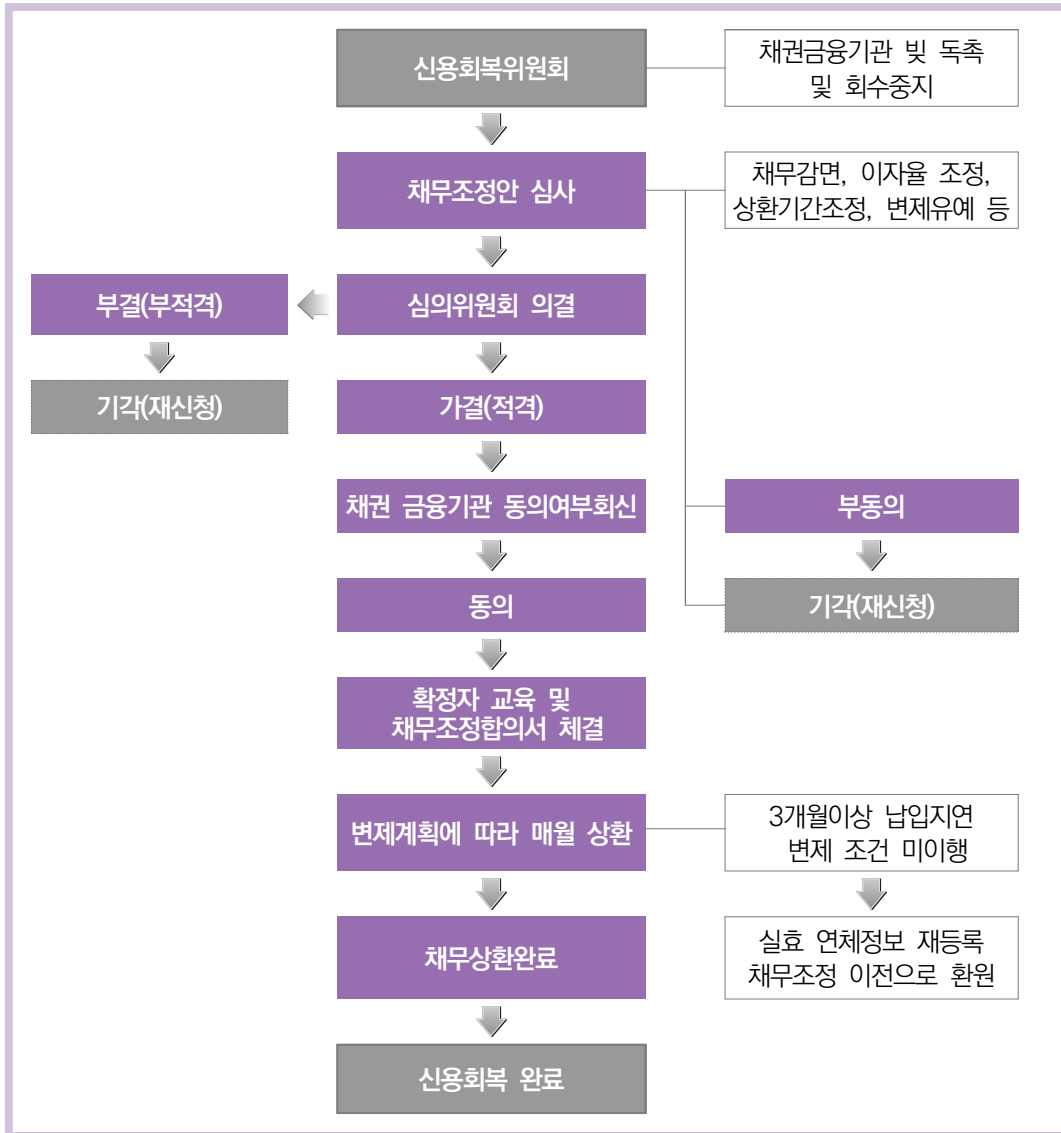 신용회복위원회
채권금융기관 빚 독촉
및 회수중지
채무조정안 심사
채무감면, 이자율 조정,
상환기간조정, 변제유예 등
부결(부적격)
심의위원회 의결
기각(재신청)
가결(적격)
채권 금융기관 동의여부회신
부동의
동의
기각(재신청)
확정자 교육 및
채무조정합의서 체결
변제계획에 따라 매월 상환
3개월이상 납입지연
변제 조건 미이행
채무상환완료
실효 연체정보 재등록
채무조정 이전으로 환원
신용회복 완료